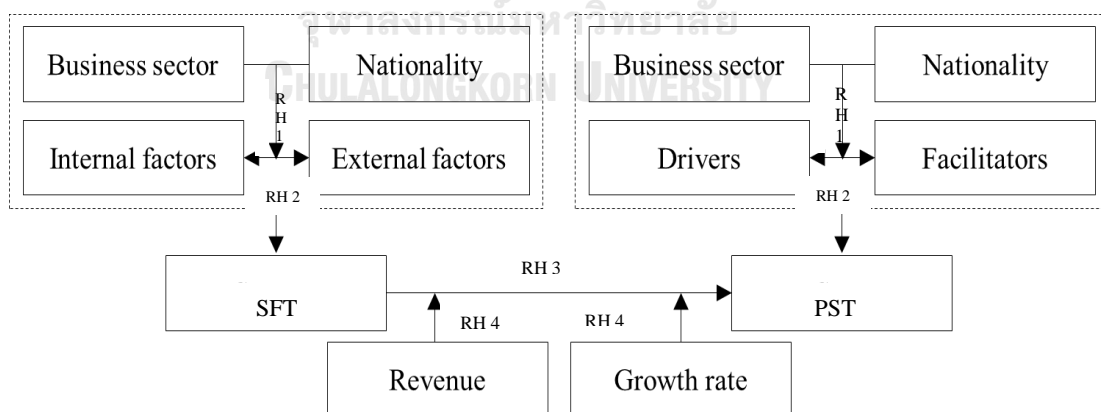 จุฬาลงกรณ์มหาวิทยาลัย
CHULALONGKORN UNIVERSITY
Business sector Nationality Business sector Nationality
RH1 RH1
Internal factors External factors Drivers Facilitators
RH 2 RH 2
RH 3
SFT PST
RH 4 RH 4
Revenue Growth rate